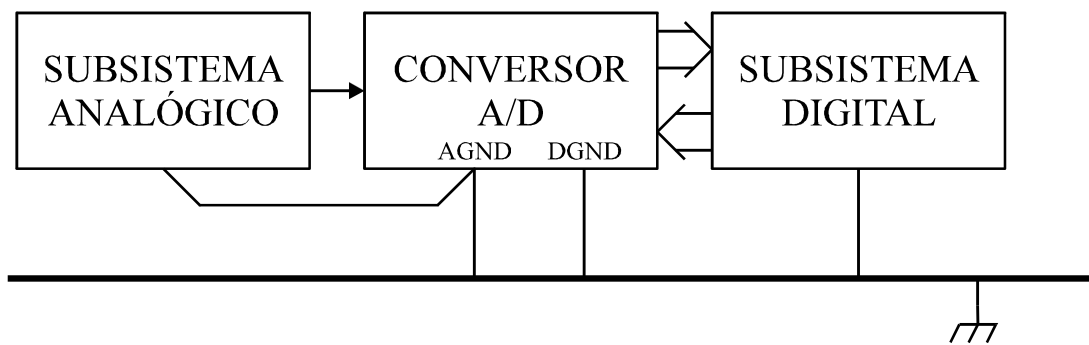 SUBSISTEMA
ANALÓGICO
CONVERSOR
A/D
AGND DGND
SUBSISTEMA
DIGITAL